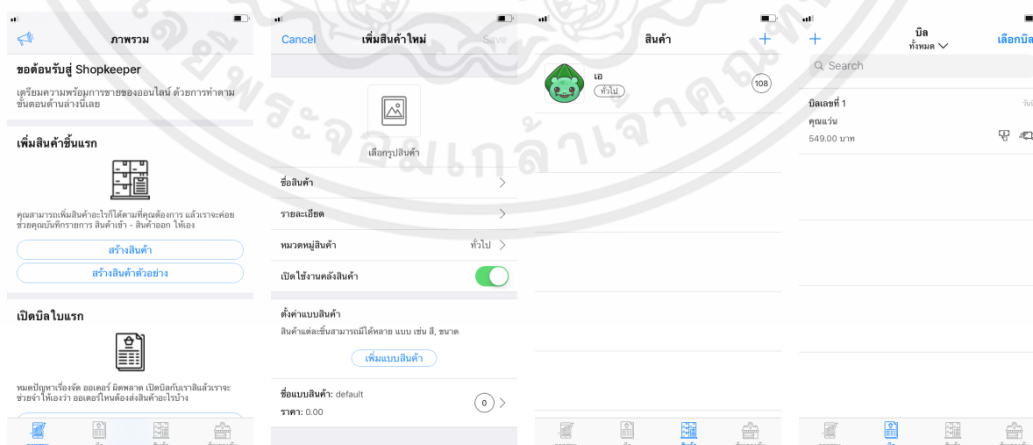 ภาพรวม
ขอต้อนรับสู่ Shopkeeper
เตรียมความพร้อมการขายของออนไลน์ ด้วยการทำตาม
ขั้นตอนด้านล่างนี้เลย
เพิ่มสินค้าชิ้นแรก
คุณสามารถเพิ่มสินค้าอะไรก็ได้ตามที่คุณต้องการ แล้วเราจะค่อย
ช่วยคุณบันทึกรายการ สินค้าเข้า - สินค้าออก ให้เอง
สร้างสินค้า
สร้างสินค้าตัวอย่าง
เปิดบิลใบแรก
หมดปัญหาเรื่องจัด ออเดอร์ ผิดพลาด เปิดบิลกับเราสิแล้วเราจะ
ช่วยจำให้เองว่า ออเดอร์ไหนต้องส่งสินค้าอะไรบ้าง
Cancel
เพิ่มสินค้าใหม่
Save
เลือกรูปสินค้า
ชื่อสินค้า
รายละเอียด
หมวดหมู่สินค้า ทั่วไป
เปิดใช้งานคลังสินค้า
ตั้งค่าแบบสินค้า
สินค้าแต่ละชิ้นสามารถมีได้หลาย แบบ เช่น สี, ขนาด
เพิ่มแบบสินค้า
ชื่อแบบสินค้า: default
ราคา: 0.00
0
สินค้า
เอ
ทั่วไป
108
บิล
ทั้งหมด
เลือกบิล
Search
บิลเลขที่ 1
คุณแว่น
549.00 บาท
พระจอมเกล้าเจ้าคุณท